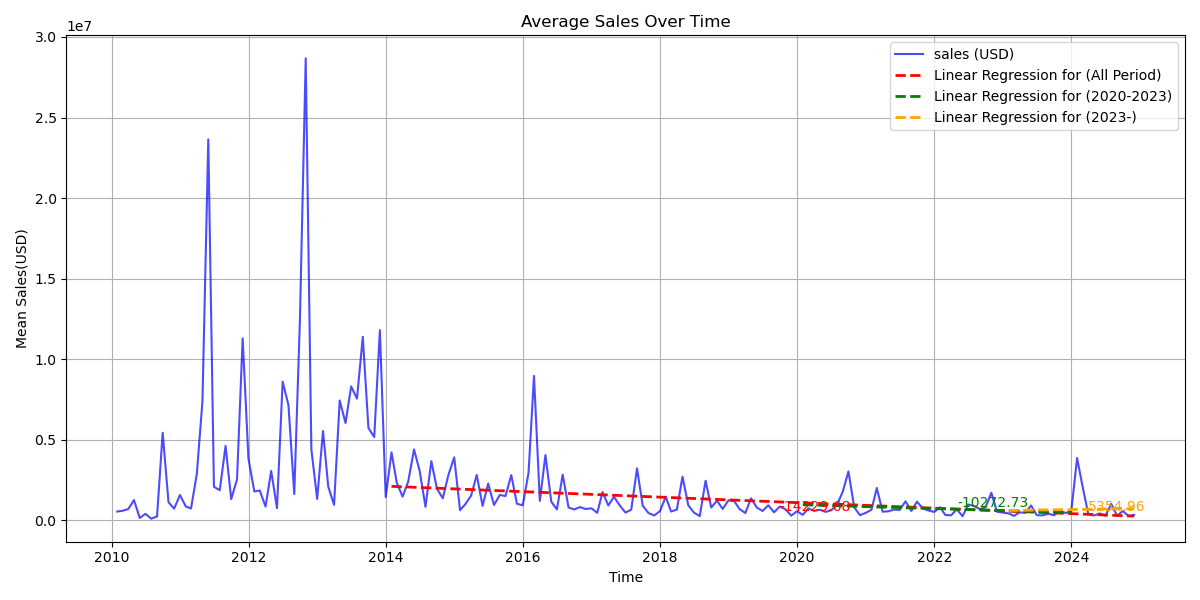 Average Sales Over Time
1e7
3.0
2.5
2.0
1.5
1.0
0.5
0.0
Mean Sales(USD)
sales (USD)
Linear Regression for (All Period)
Linear Regression for (2020-2023)
Linear Regression for (2023-)
-10272.73
5354.96
2010
2012
2014
2016
2018
2020
2022
2024
Time